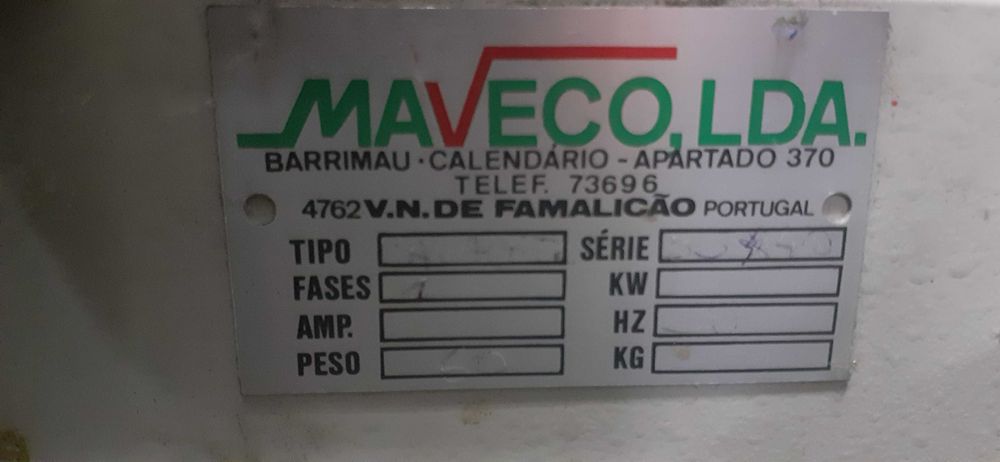 MAVECO, LDA.
BARRIMAU · CALENDÁRIO - APARTADO 370
TELEF. 73696
4762 V.N. DE FAMALICÃO PORTUGAL
TIPO SÉRIE
FASES 1 KW
AMP. HZ
PESO KG